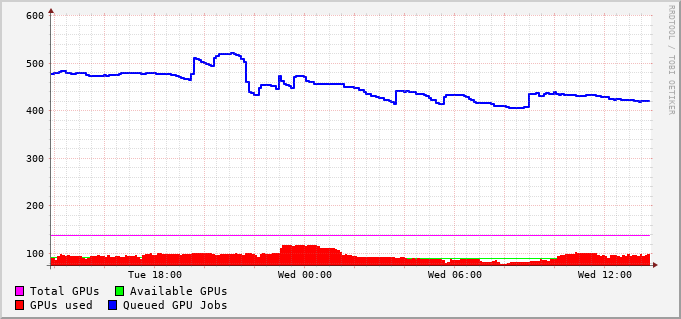 600
500
400
300
200
100
Tue 18:00 Wed 00:00 Wed 06:00 Wed 12:00
Total GPUs Available GPUs
GPUs used Queued GPU Jobs
RRDTOOL / TOBI OETIKER